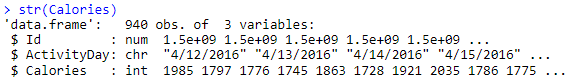 > str(Calories)
'data.frame':   940 obs. of  3 variables:
 $ Id         : num  1.5e+09 1.5e+09 1.5e+09 1.5e+09 1.5e+09 ...
 $ ActivityDay: chr  "4/12/2016" "4/13/2016" "4/14/2016" "4/15/2016" ...
 $ Calories   : int  1985 1797 1776 1745 1863 1728 1921 2035 1786 1775 ...